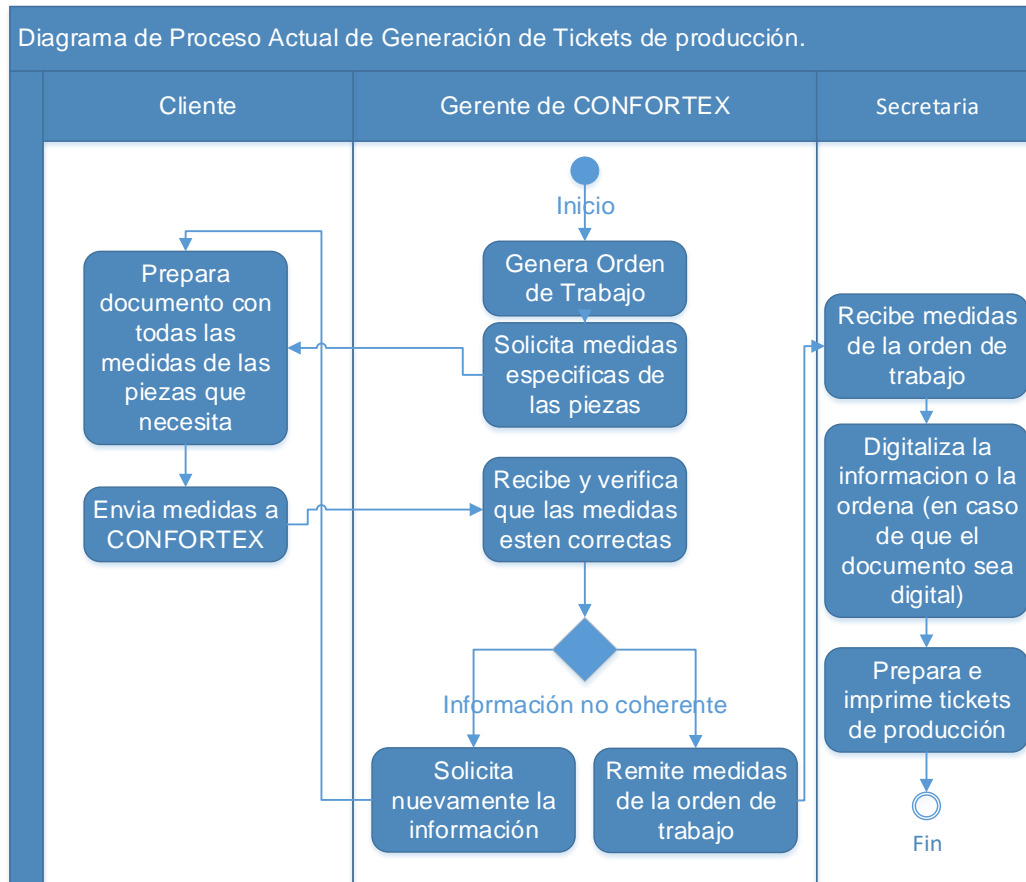 Diagrama de Proceso Actual de Generación de Tickets de producción.
Cliente
Gerente de CONFORTEX
Secretaria
Inicio
Genera Orden
de Trabajo
Solicita medidas
especificas de
las piezas
Prepara
documento con
todas las
medidas de las
piezas que
necesita
Envia medidas a
CONFORTEX
Recibe y verifica
que las medidas
esten correctas
Información no coherente
Solicita
nuevamente la
información
Remite medidas
de la orden de
trabajo
Recibe medidas
de la orden de
trabajo
Digitaliza la
informacion o la
ordena (en caso
de que el
documento sea
digital)
Prepara e
imprime tickets
de producción
Fin